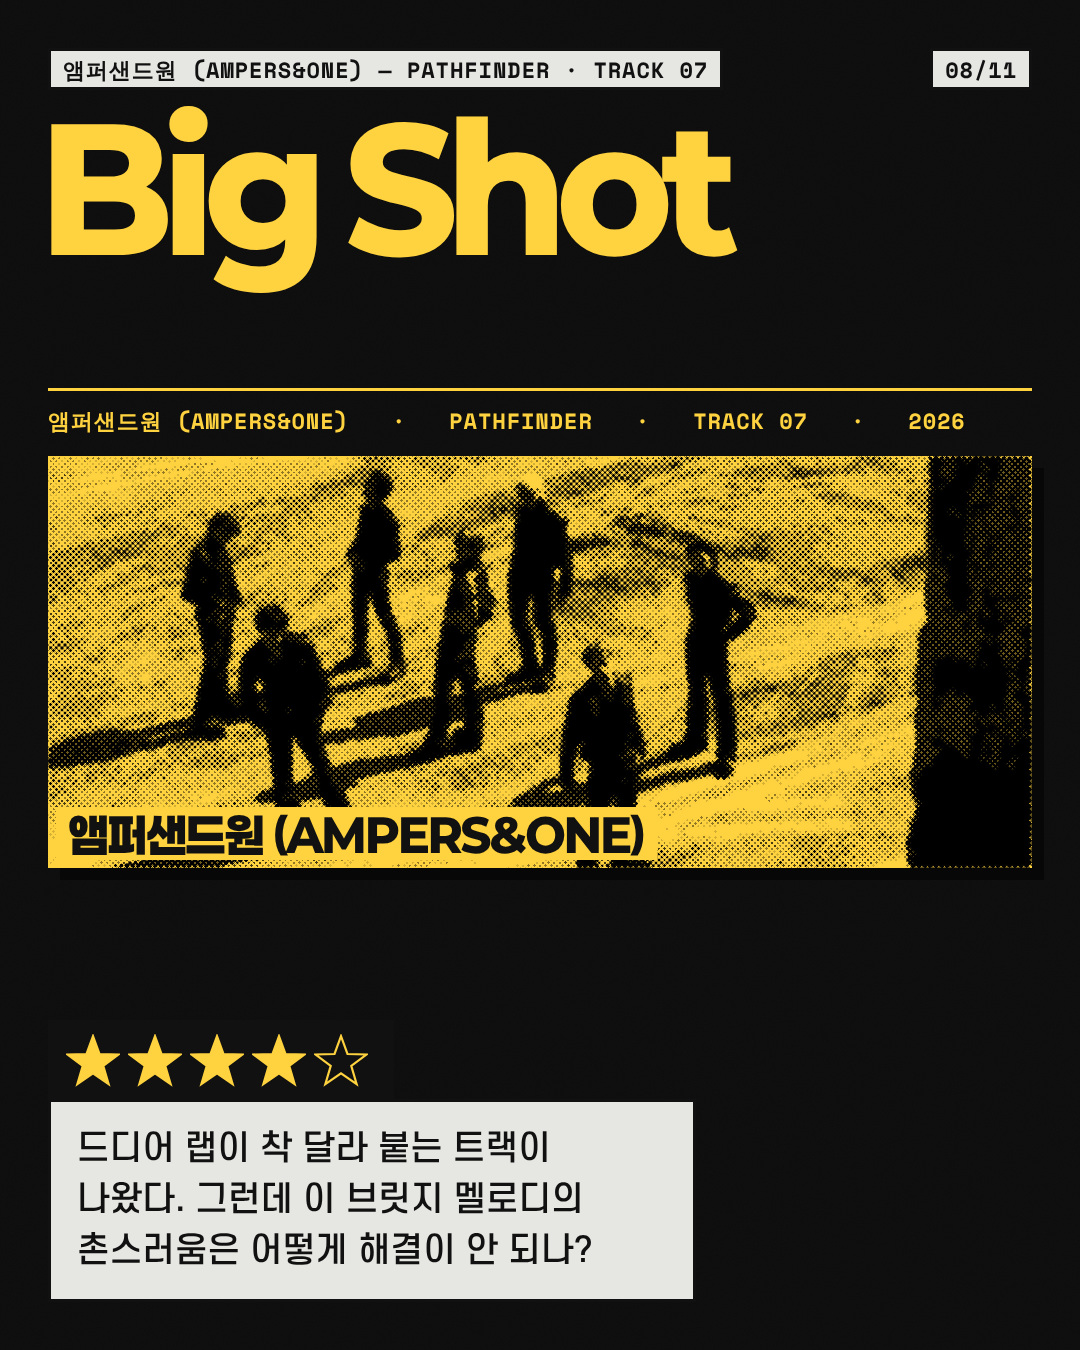 앰퍼샌드원 (AMPERS&ONE) — PATHFINDER · TRACK 07
08/11
Big Shot
앰퍼샌드원 (AMPERS&ONE) · PATHFINDER · TRACK 07 · 2026
앰퍼샌드원 (AMPERS&ONE)
드디어 랩이 착 달라 붙는 트랙이
나왔다. 그런데 이 브릿지 멜로디의
촌스러움은 어떻게 해결이 안 되나?